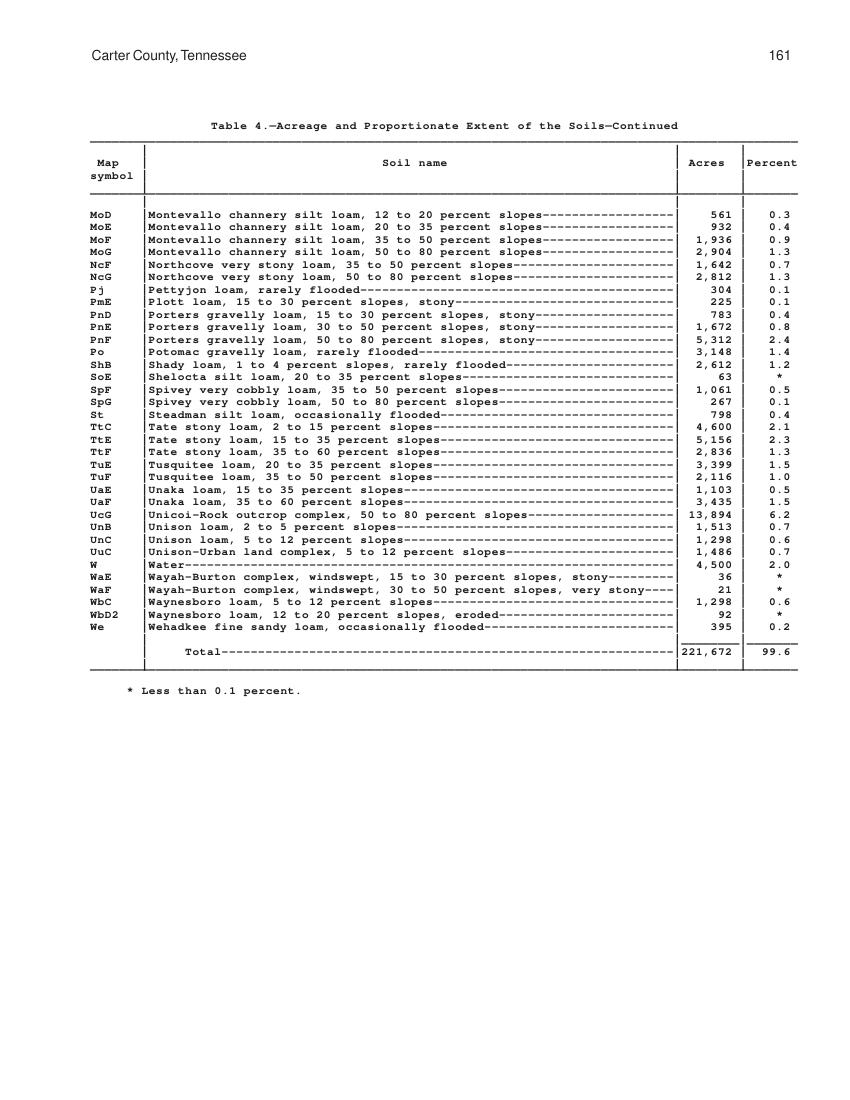 Carter County, Tennessee 161
Table 4.—Acreage and Proportionate Extent of the Soils—Continued
Map Soil name Acres Percent
symbol
MoD Montevallo channery silt loam, 12 to 20 percent slopes------------------ 561 0.3
MoE Montevallo channery silt loam, 20 to 35 percent slopes------------------ 932 0.4
MoF Montevallo channery silt loam, 35 to 50 percent slopes------------------ 1,936 0.9
MoG Montevallo channery silt loam, 50 to 80 percent slopes------------------ 2,904 1.3
NcF Northcove very stony loam, 35 to 50 percent slopes---------------------- 1,642 0.7
NcG Northcove very stony loam, 50 to 80 percent slopes---------------------- 2,812 1.3
Pj Pettyjon loam, rarely flooded------------------------------------------- 304 0.1
PmE Plott loam, 15 to 30 percent slopes, stony------------------------------ 225 0.1
PnD Porters gravelly loam, 15 to 30 percent slopes, stony------------------- 783 0.4
PnE Porters gravelly loam, 30 to 50 percent slopes, stony------------------- 1,672 0.8
PnF Porters gravelly loam, 50 to 80 percent slopes, stony------------------- 5,312 2.4
Po Potomac gravelly loam, rarely flooded----------------------------------- 3,148 1.4
ShB Shady loam, 1 to 4 percent slopes, rarely flooded----------------------- 2,612 1.2
SoE Shelocta silt loam, 20 to 35 percent slopes----------------------------- 63 *
SpF Spivey very cobbly loam, 35 to 50 percent slopes------------------------ 1,061 0.5
SpG Spivey very cobbly loam, 50 to 80 percent slopes------------------------ 267 0.1
St Steadman silt loam, occasionally flooded-------------------------------- 798 0.4
TtC Tate stony loam, 2 to 15 percent slopes--------------------------------- 4,600 2.1
TtE Tate stony loam, 15 to 35 percent slopes-------------------------------- 5,156 2.3
TtF Tate stony loam, 35 to 60 percent slopes-------------------------------- 2,836 1.3
TuE Tusquitee loam, 20 to 35 percent slopes--------------------------------- 3,399 1.5
TuF Tusquitee loam, 35 to 50 percent slopes--------------------------------- 2,116 1.0
UaE Unaka loam, 15 to 35 percent slopes------------------------------------- 1,103 0.5
UaF Unaka loam, 35 to 60 percent slopes------------------------------------- 3,435 1.5
UcG Unicoi-Rock outcrop complex, 50 to 80 percent slopes-------------------- 13,894 6.2
UnB Unison loam, 2 to 5 percent slopes-------------------------------------- 1,513 0.7
UnC Unison loam, 5 to 12 percent slopes------------------------------------- 1,298 0.6
UuC Unison-Urban land complex, 5 to 12 percent slopes----------------------- 1,486 0.7
W Water------------------------------------------------------------------- 4,500 2.0
WaE Wayah-Burton complex, windswept, 15 to 30 percent slopes, stony--------- 36 *
WaF Wayah-Burton complex, windswept, 30 to 50 percent slopes, very stony---- 21 *
WbC Waynesboro loam, 5 to 12 percent slopes--------------------------------- 1,298 0.6
WbD2 Waynesboro loam, 12 to 20 percent slopes, eroded------------------------ 92 *
We Wehadkee fine sandy loam, occasionally flooded-------------------------- 395 0.2
Total-------------------------------------------------------------- 221,672 99.6
* Less than 0.1 percent.